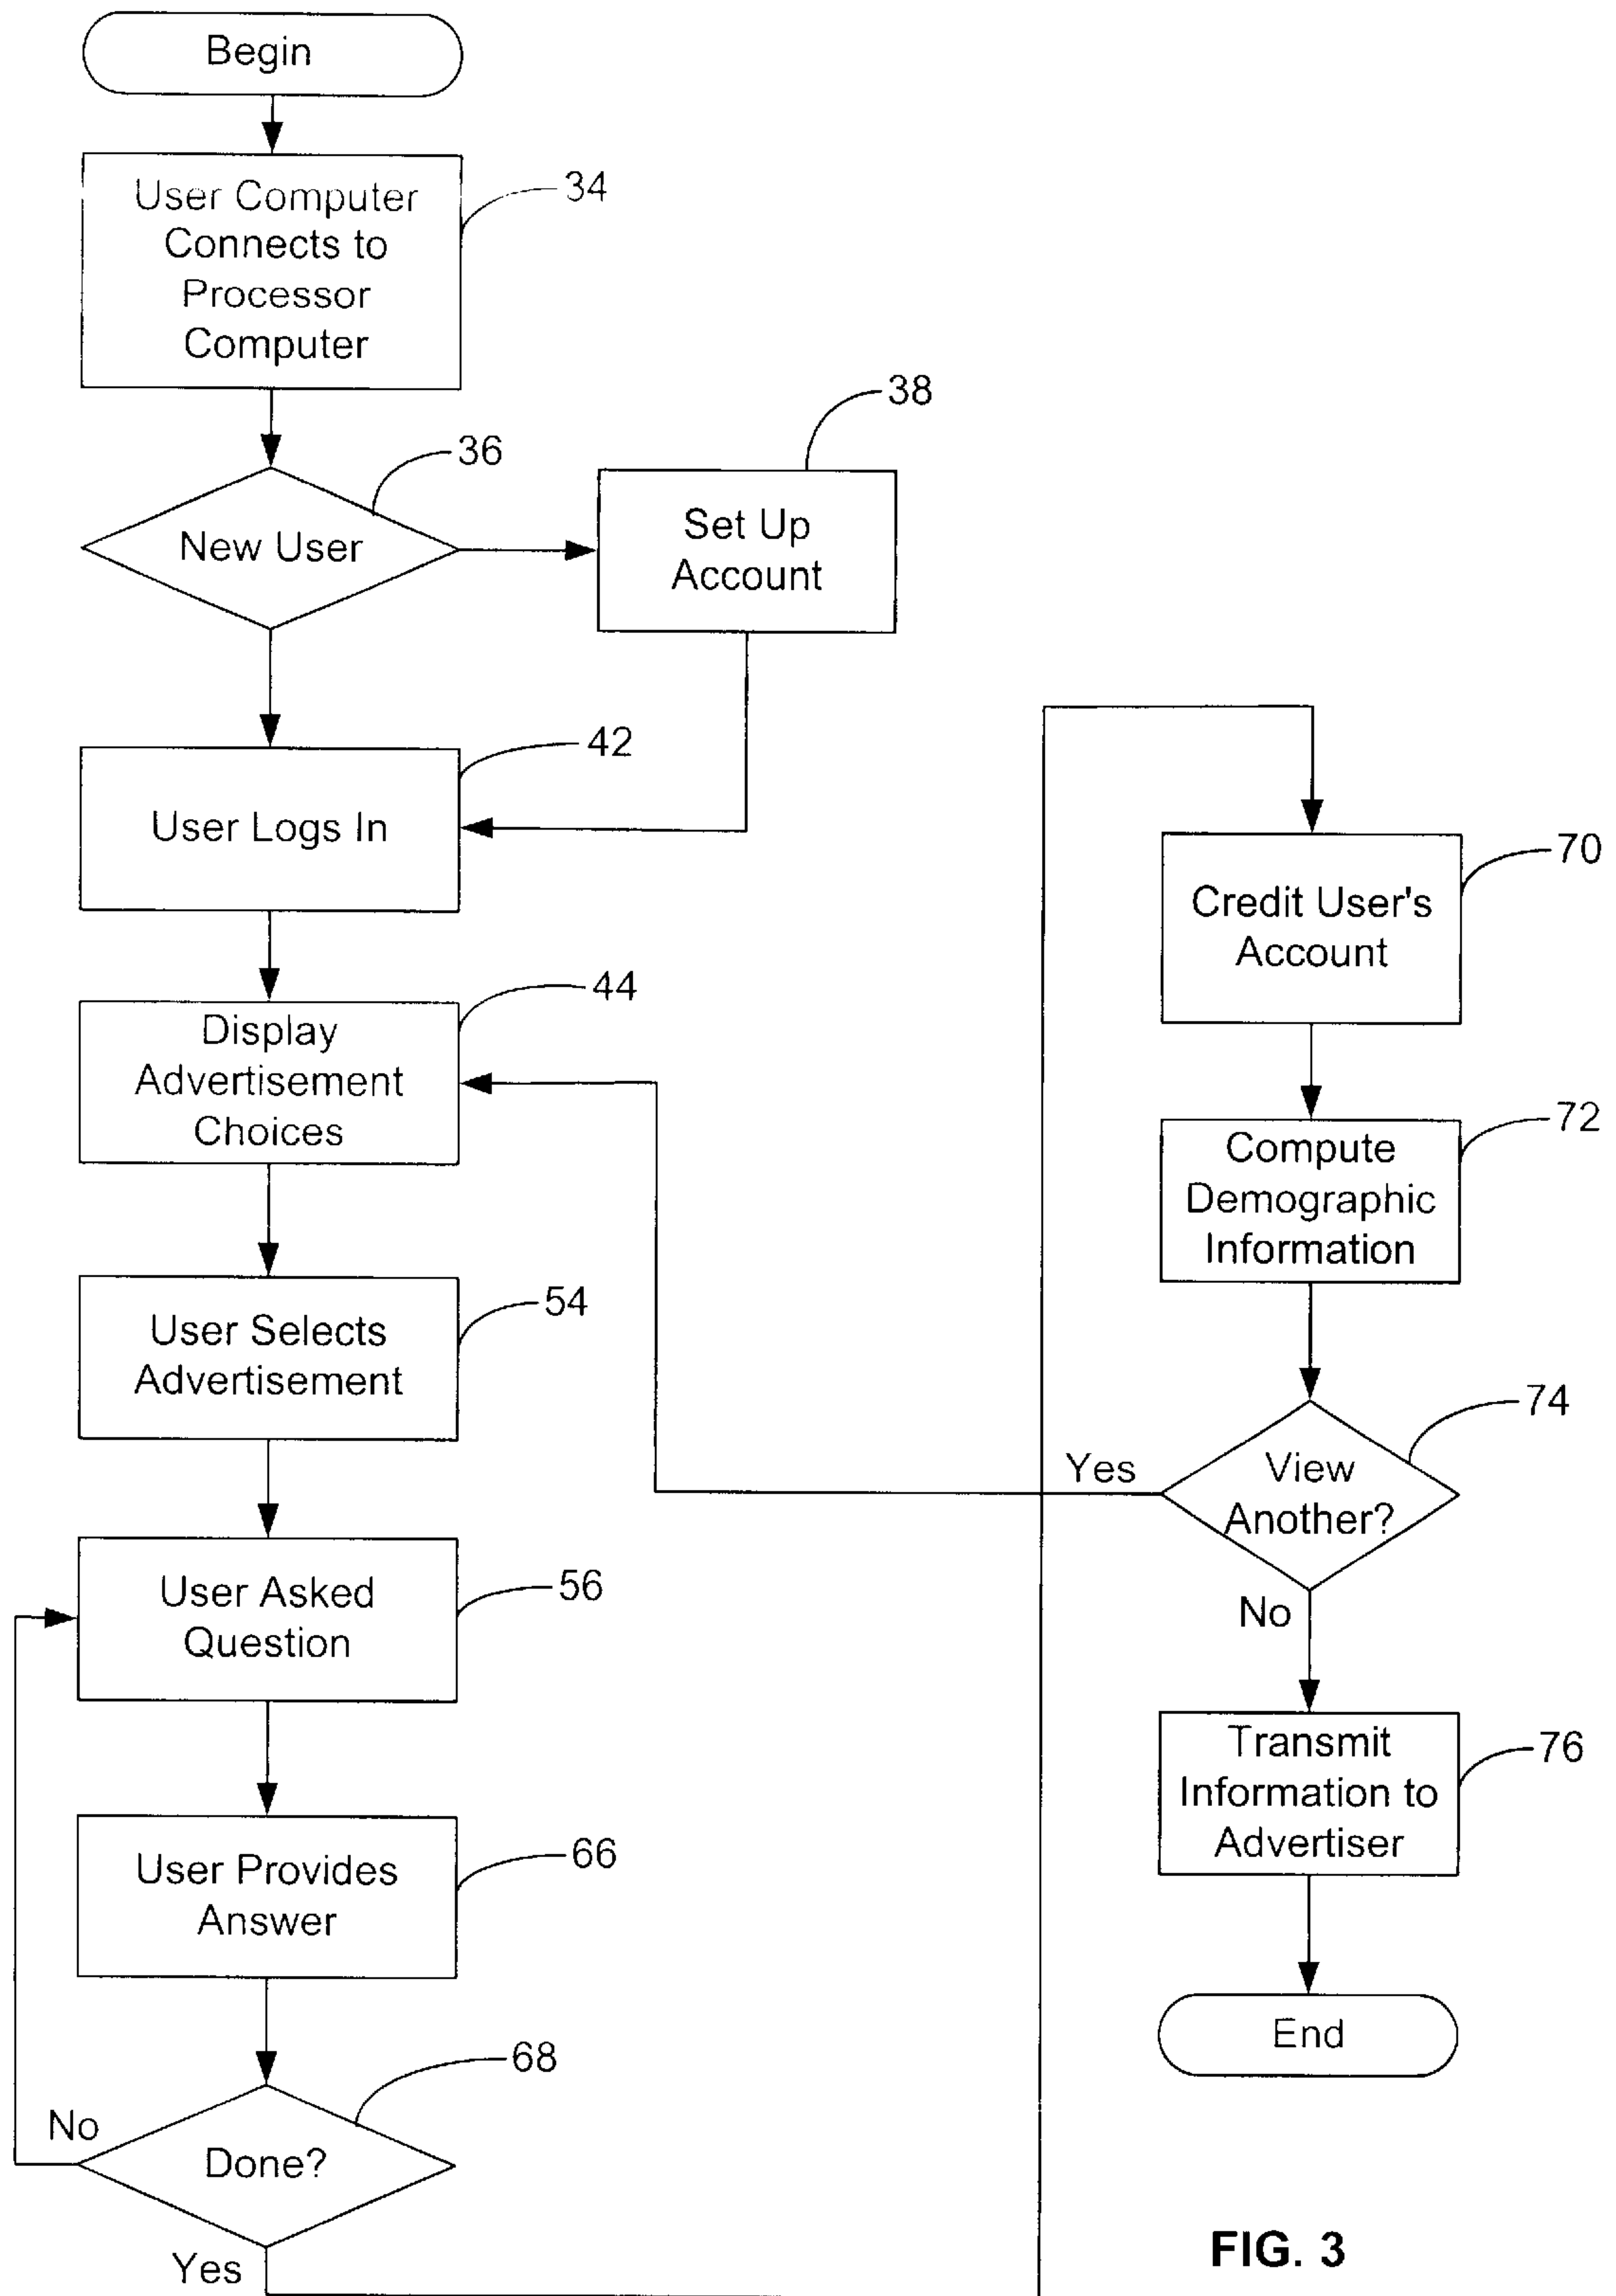 Begin
User Computer
Connects to
Processor
Computer
34
36
New User
38
Set Up
Account
42
User Logs In
44
Display
Advertisement
Choices
54
User Selects
Advertisement
56
User Asked
Question
66
User Provides
Answer
68
No
Done?
Yes
70
Credit User's
Account
72
Compute
Demographic
Information
74
Yes
View
Another?
No
76
Transmit
Information to
Advertiser
End
FIG. 3